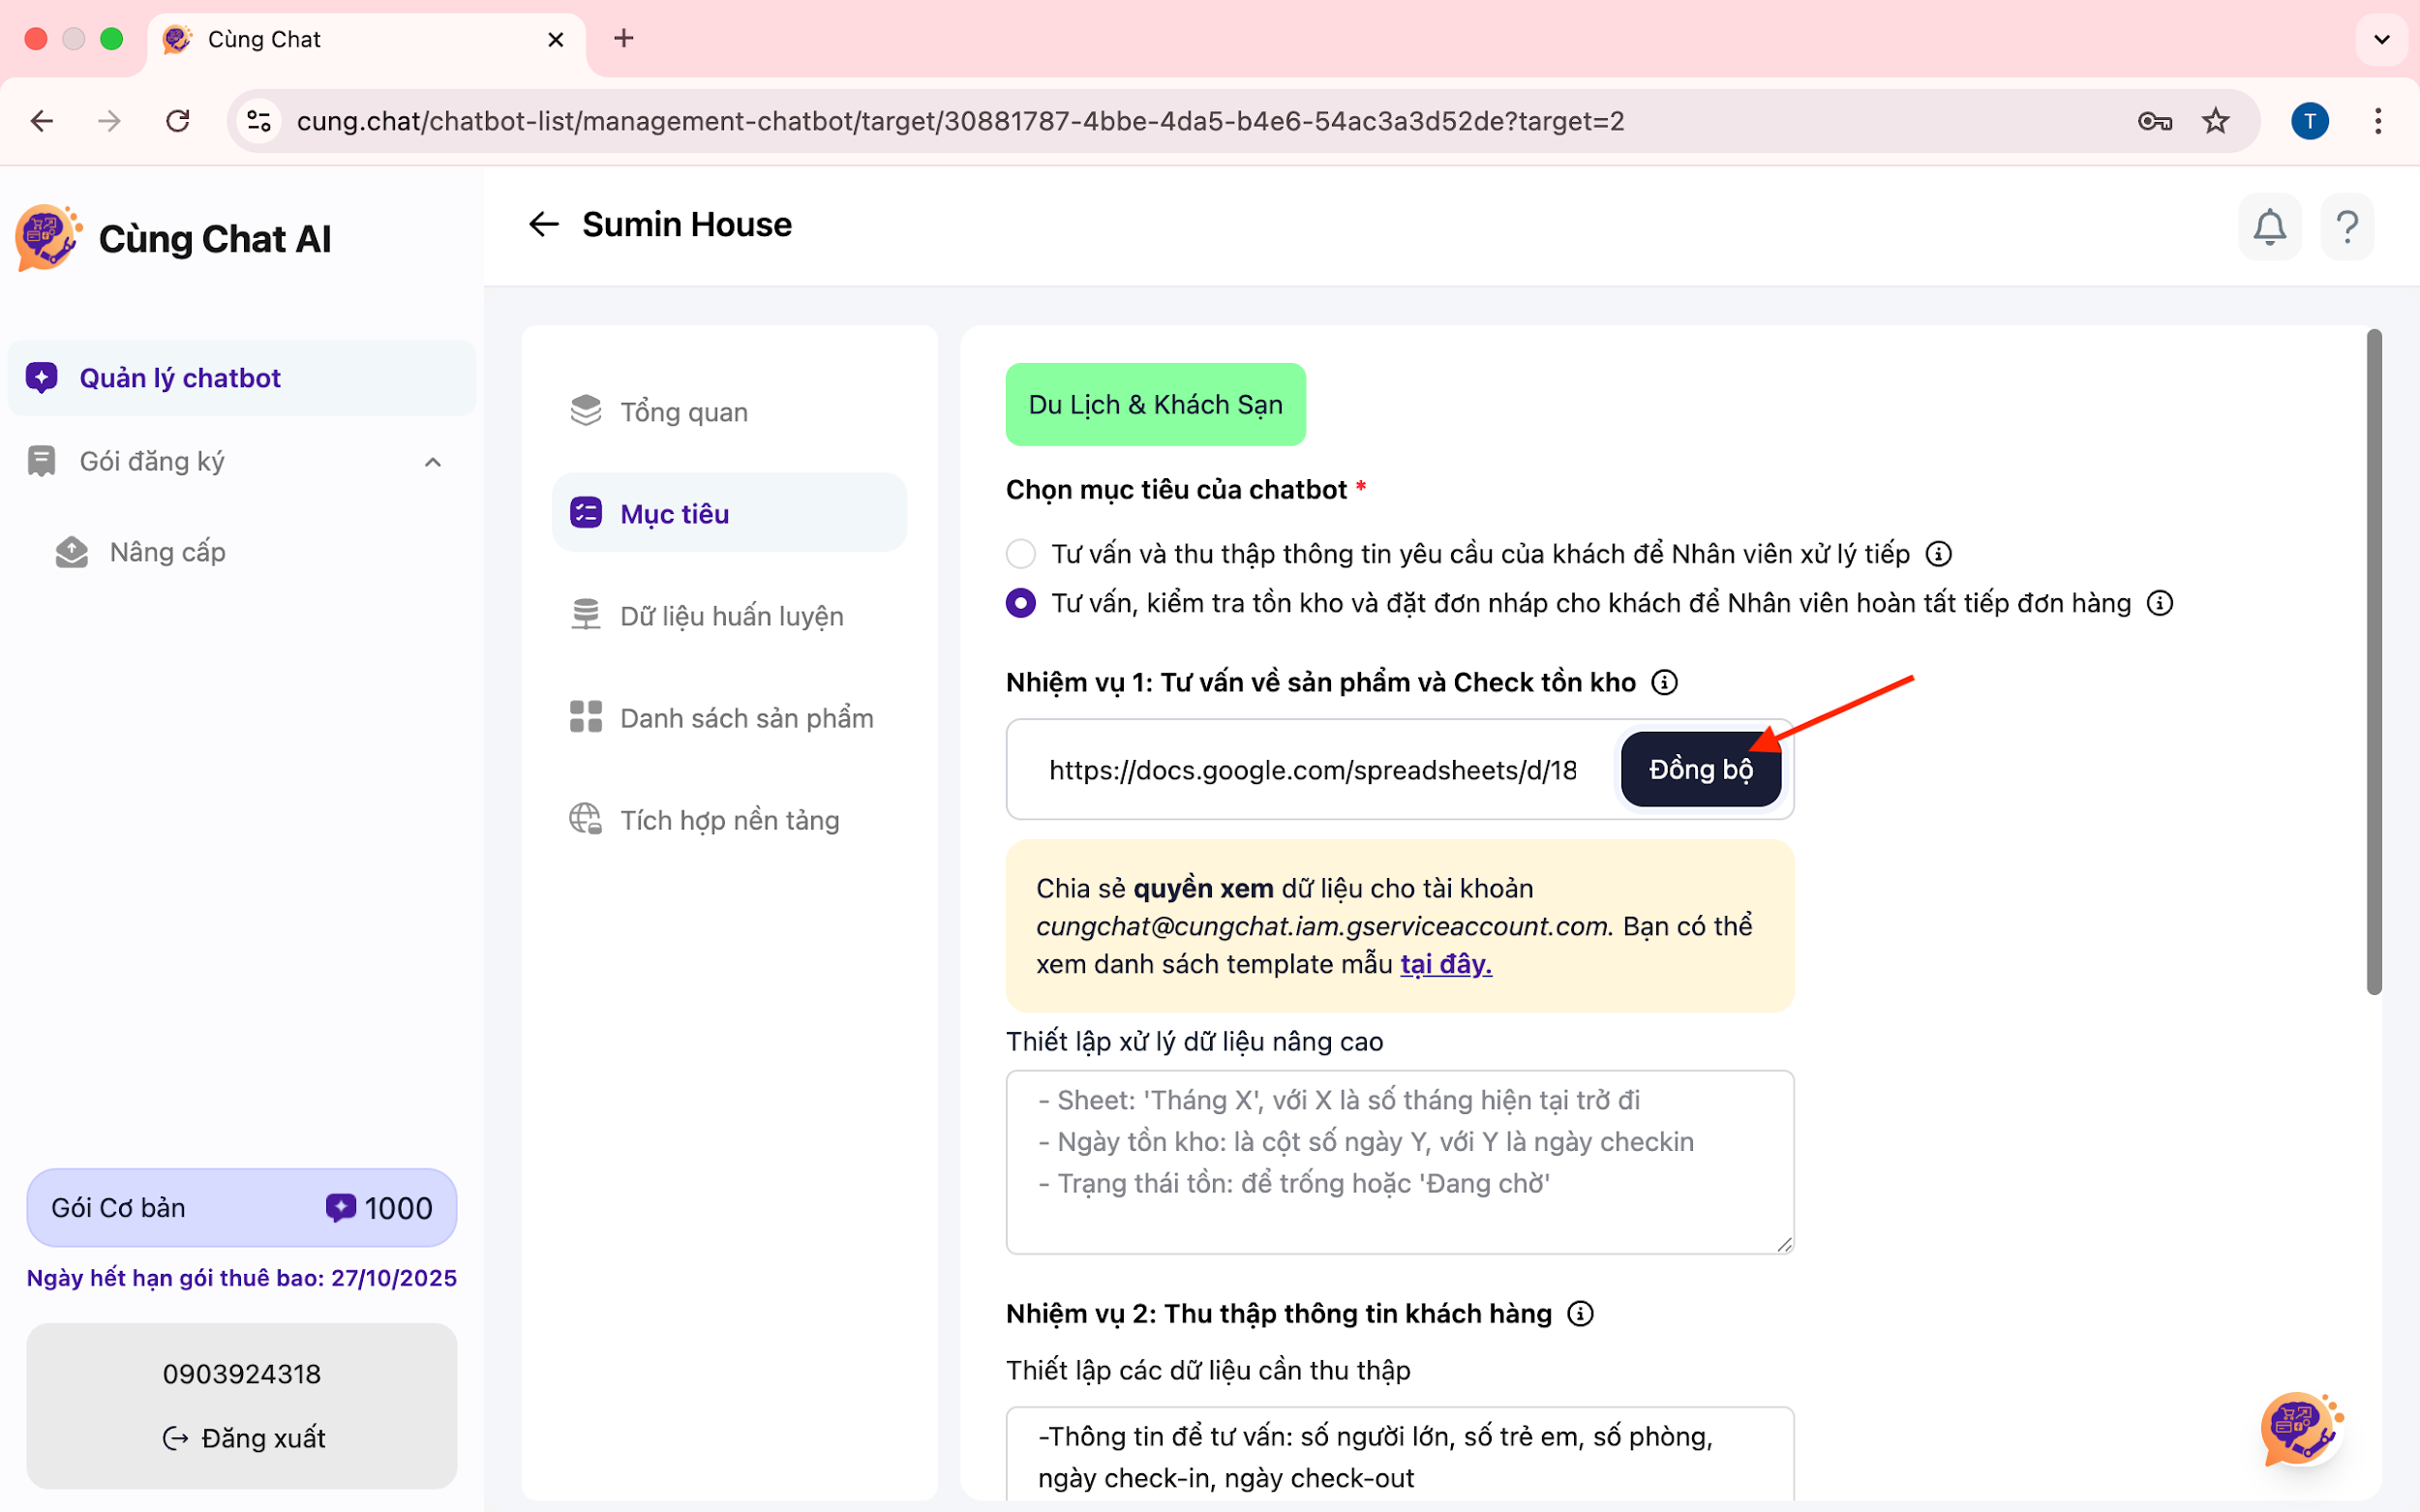 Cùng Chat
cung.chat/chatbot-list/management-chatbot/target/30881787-4bbe-4da5-b4e6-54ac3a3d52de?target=2
T
Cùng Chat AI
Quản lý chatbot
Gói đăng ký
Nâng cấp
Gói Cơ bản 1000
Ngày hết hạn gói thuê bao: 27/10/2025
0903924318
Đăng xuất
Sumin House
Tổng quan
Mục tiêu
Dữ liệu huấn luyện
Danh sách sản phẩm
Tích hợp nền tảng
Du Lịch & Khách Sạn
Chọn mục tiêu của chatbot *
Tư vấn và thu thập thông tin yêu cầu của khách để Nhân viên xử lý tiếp
Tư vấn, kiểm tra tồn kho và đặt đơn nháp cho khách để Nhân viên hoàn tất tiếp đơn hàng
Nhiệm vụ 1: Tư vấn về sản phẩm và Check tồn kho
https://docs.google.com/spreadsheets/d/18 Đồng bộ
Chia sẻ quyền xem dữ liệu cho tài khoản
cungchat@cungchat.iam.gserviceaccount.com. Bạn có thể
xem danh sách template mẫu tại đây.
Thiết lập xử lý dữ liệu nâng cao
- Sheet: 'Tháng X', với X là số tháng hiện tại trở đi
- Ngày tồn kho: là cột số ngày Y, với Y là ngày checkin
- Trạng thái tồn: để trống hoặc 'Đang chờ'
Nhiệm vụ 2: Thu thập thông tin khách hàng
Thiết lập các dữ liệu cần thu thập
-Thông tin để tư vấn: số người lớn, số trẻ em, số phòng,
ngày check-in, ngày check-out